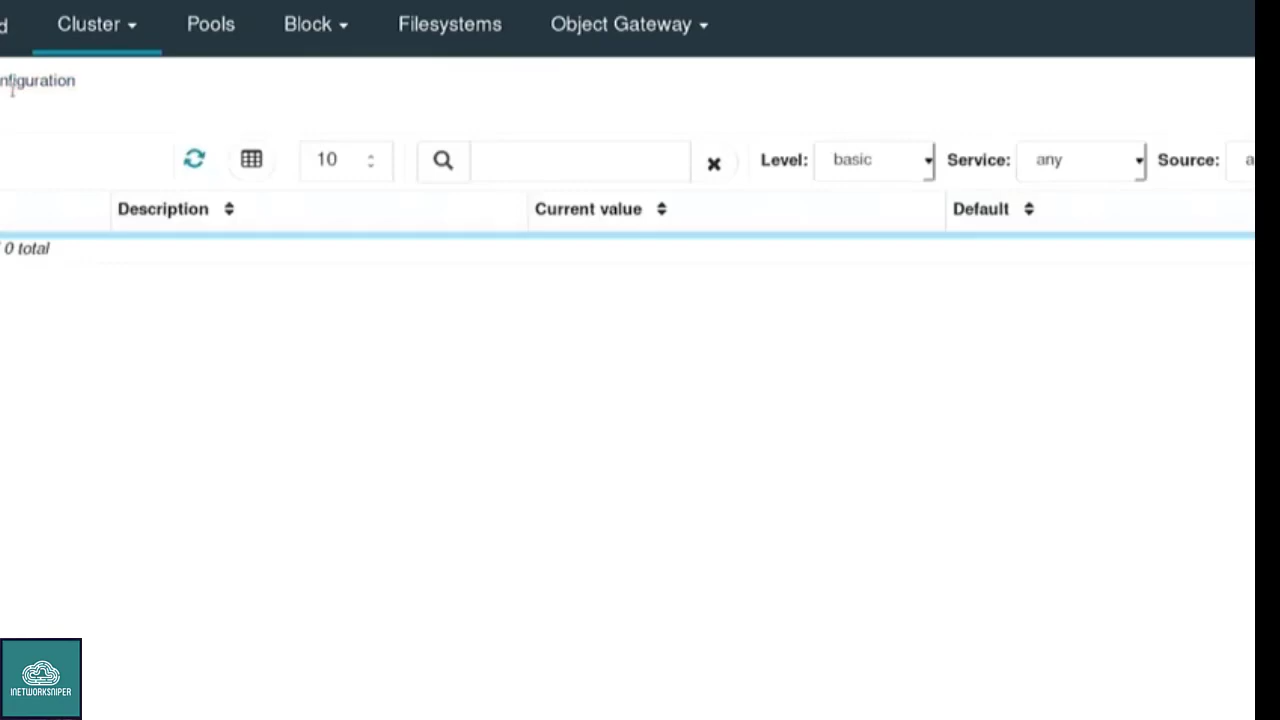 Cluster Pools Block Filesystems Object Gateway
nfiguration
10 Level: basic Service: any Source:
Description Current value Default
0 total
INETWORKSNIPER